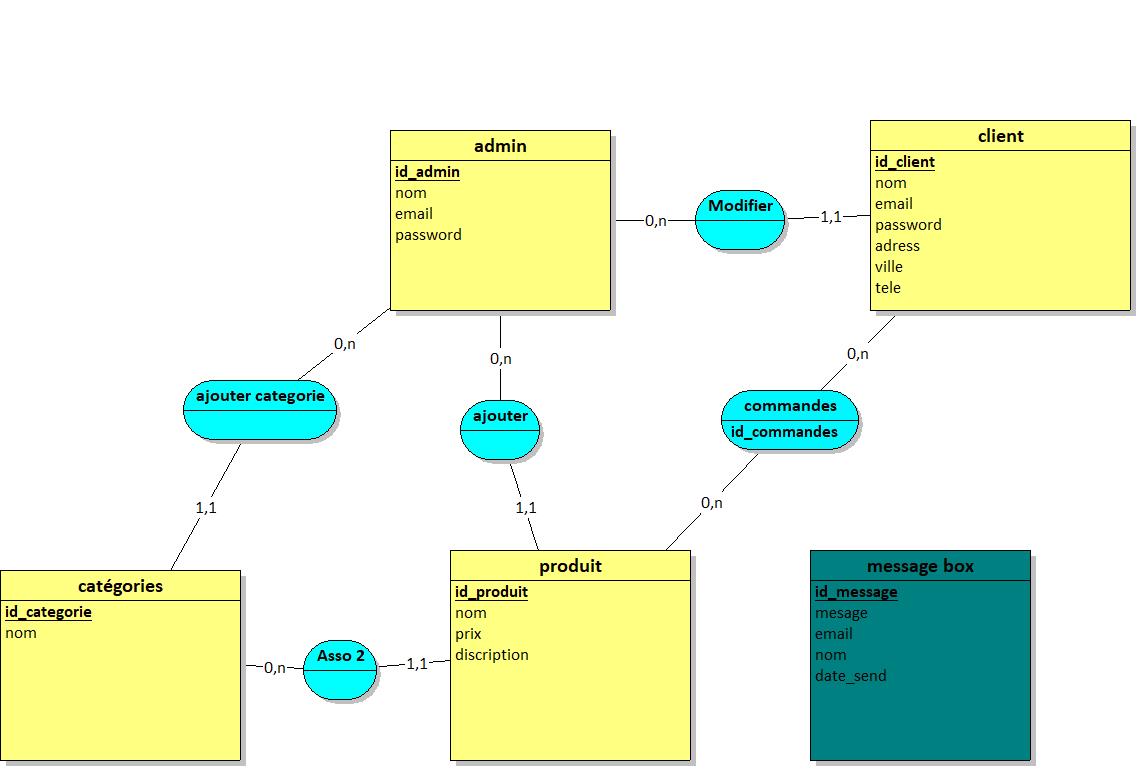 admin
id_admin
nom
email
password
0,n
Modifier
1,1
client
id_client
nom
email
password
adress
ville
tele
0,n
ajouter categorie
1,1
0,n
ajouter
1,1
0,n
commandes
id_commandes
0,n
catégories
id_categorie
nom
0,n
Asso 2
1,1
produit
id_produit
nom
prix
discription
message box
id_message
mesage
email
nom
date_send